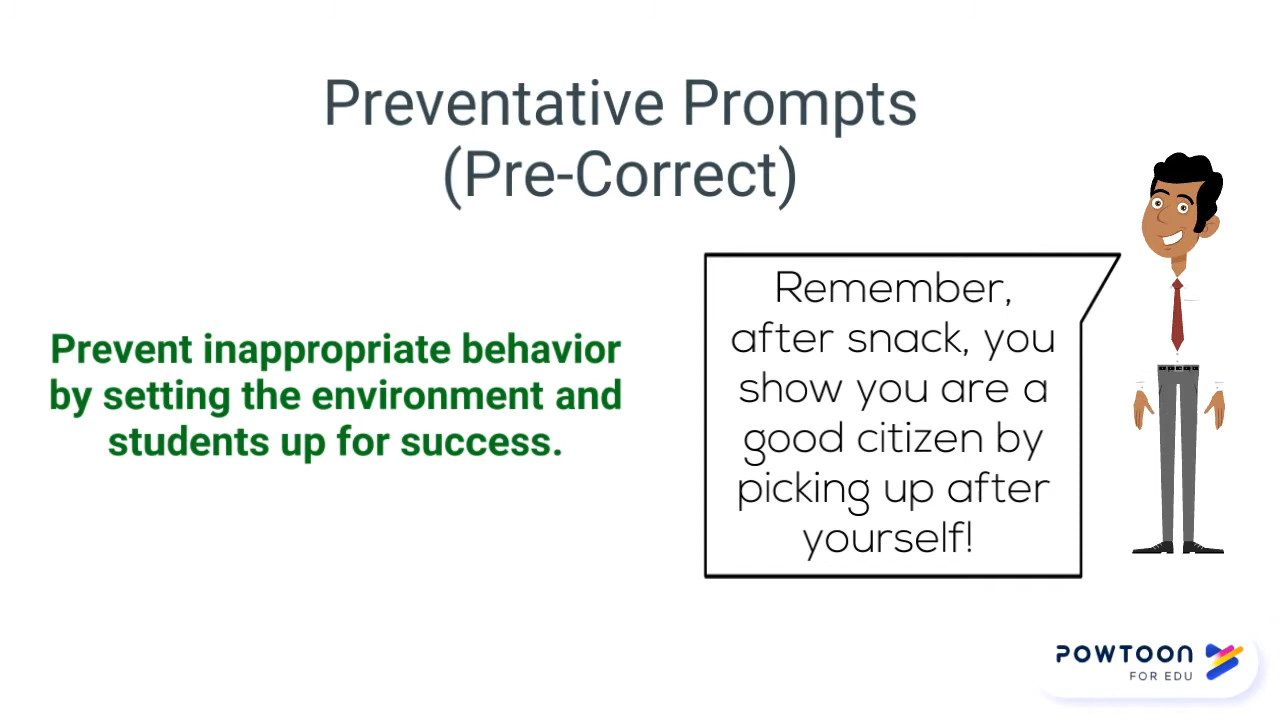 Preventative Prompts
(Pre-Correct)
Prevent inappropriate behavior
by setting the environment and
students up for success.
Remember,
after snack, you
show you are a
good citizen by
picking up after
yourself!
POWTOON
FOR EDU